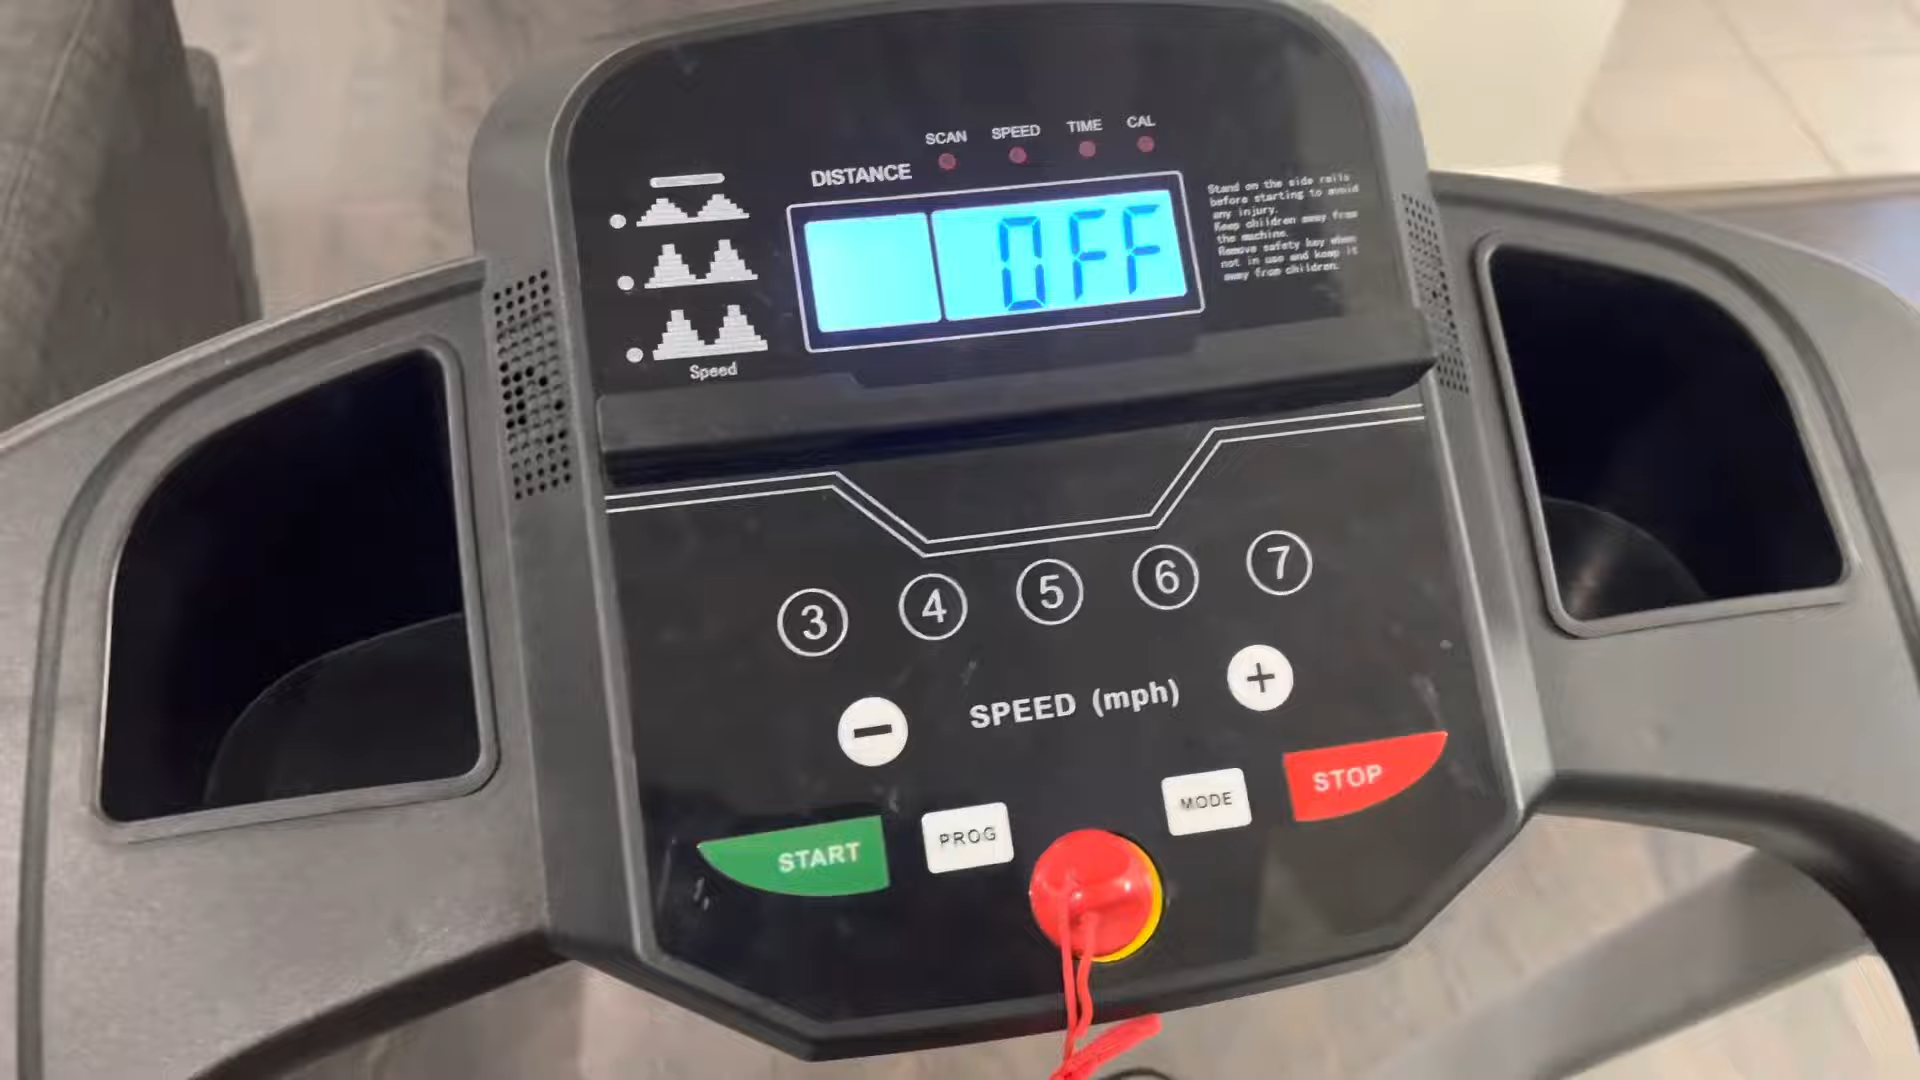 SCAN SPEED TIME CAL
DISTANCE
OFF
Stand on the side rails
before starting to avoid
any injury.
Keep children away from
the machine.
Remove safety key when
not in use and keep it
away from children.
Speed
3 4 5 6 7
− SPEED (mph) +
START PROG MODE STOP